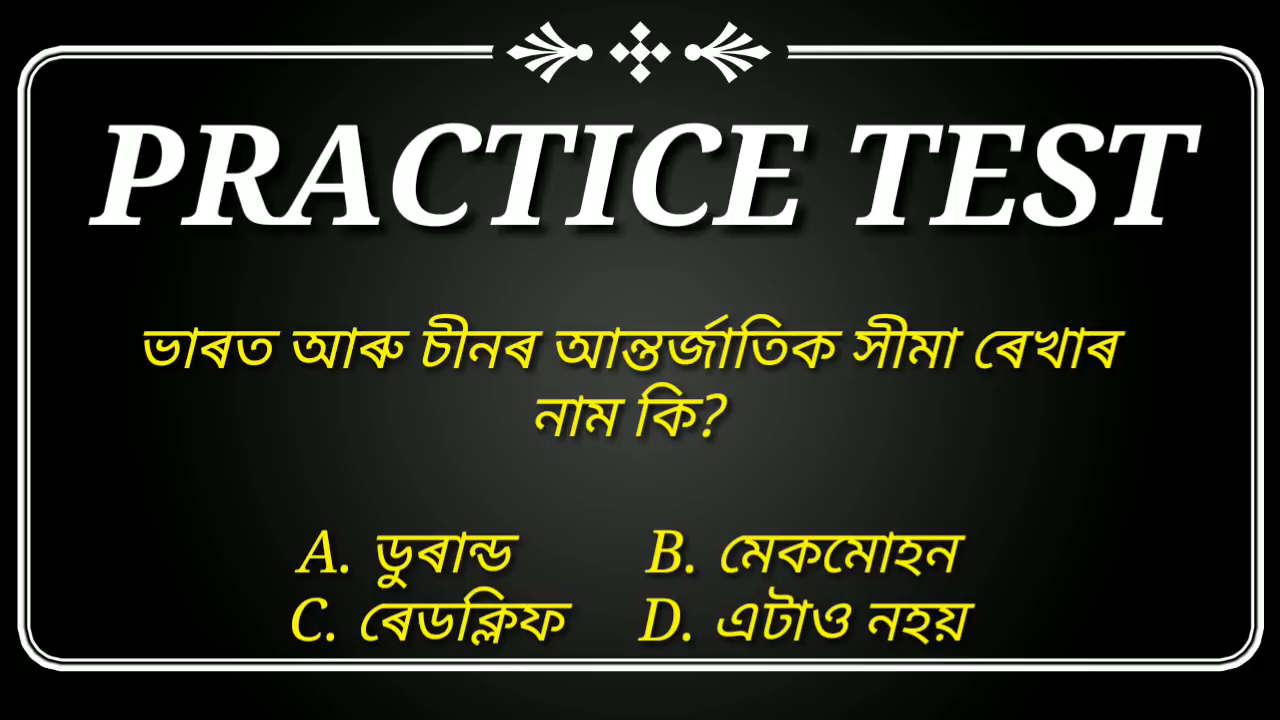 PRACTICE TEST
ভাৰত আৰু চীনৰ আন্তৰ্জাতিক সীমা ৰেখাৰ
নাম কি?
A. ডুৰান্ড B. মেকমোহন
C. ৰেডক্লিফ D. এটাও নহয়